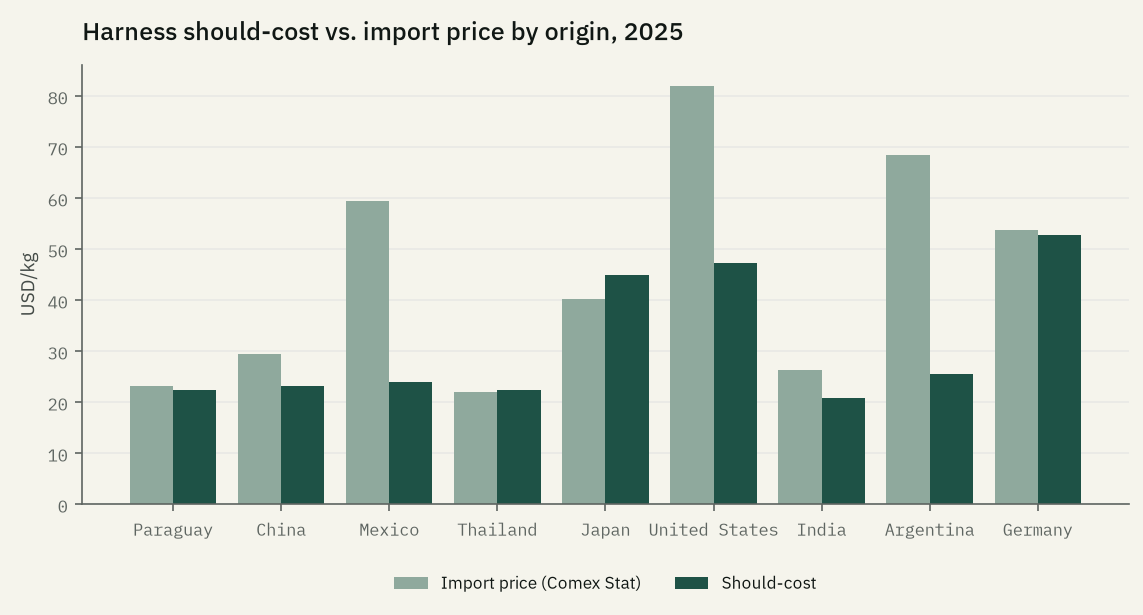 Harness should-cost vs. import price by origin, 2025
USD/kg
80
70
60
50
40
30
20
10
0
Paraguay China Mexico Thailand Japan United States India Argentina Germany
Import price (Comex Stat) Should-cost